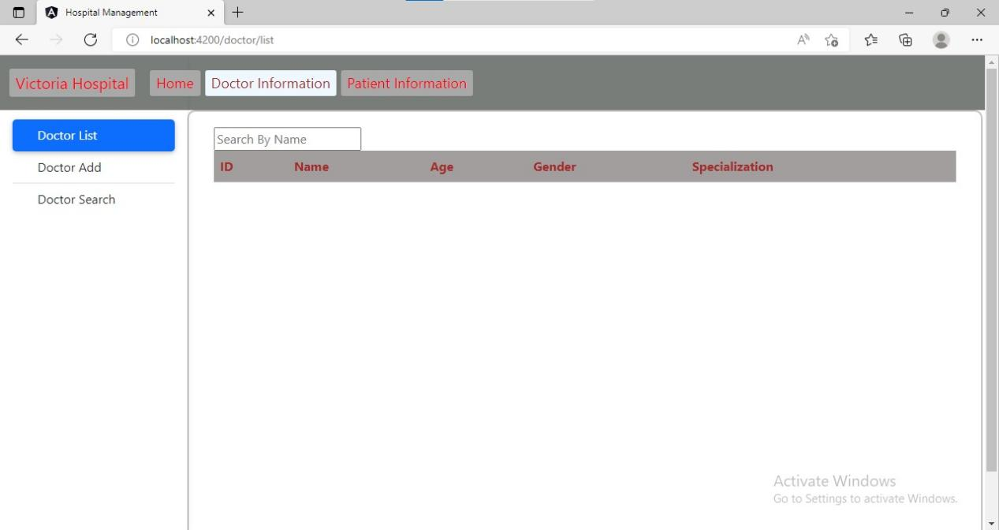 Hospital Management
localhost:4200/doctor/list
Victoria Hospital Home Doctor Information Patient Information
Doctor List
Doctor Add
Doctor Search
Search By Name
ID Name Age Gender Specialization
Activate Windows
Go to Settings to activate Windows.